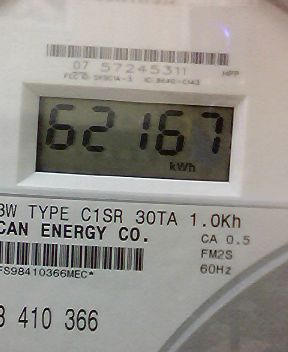 07 57245311
HPP
62167
kWh
3W TYPE C1SR 30TA 1.0Kh
CAN ENERGY CO.
CA 0.5
FM2S
60Hz
FS98410366MEC*
3 410 366